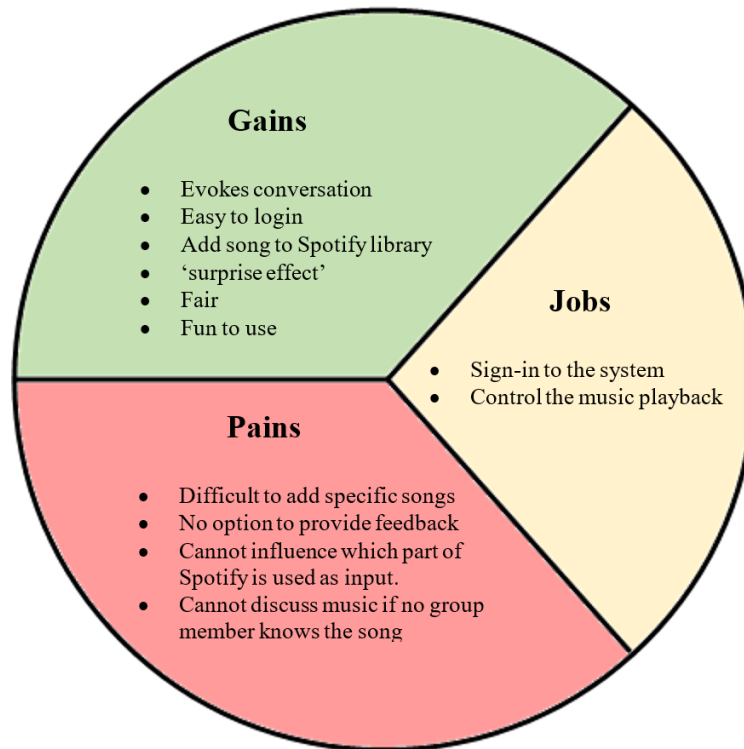 Gains
• Evokes conversation
• Easy to login
• Add song to Spotify library
• ‘surprise effect’
• Fair
• Fun to use
Jobs
• Sign-in to the system
• Control the music playback
Pains
• Difficult to add specific songs
• No option to provide feedback
• Cannot influence which part of
Spotify is used as input.
• Cannot discuss music if no group
member knows the song